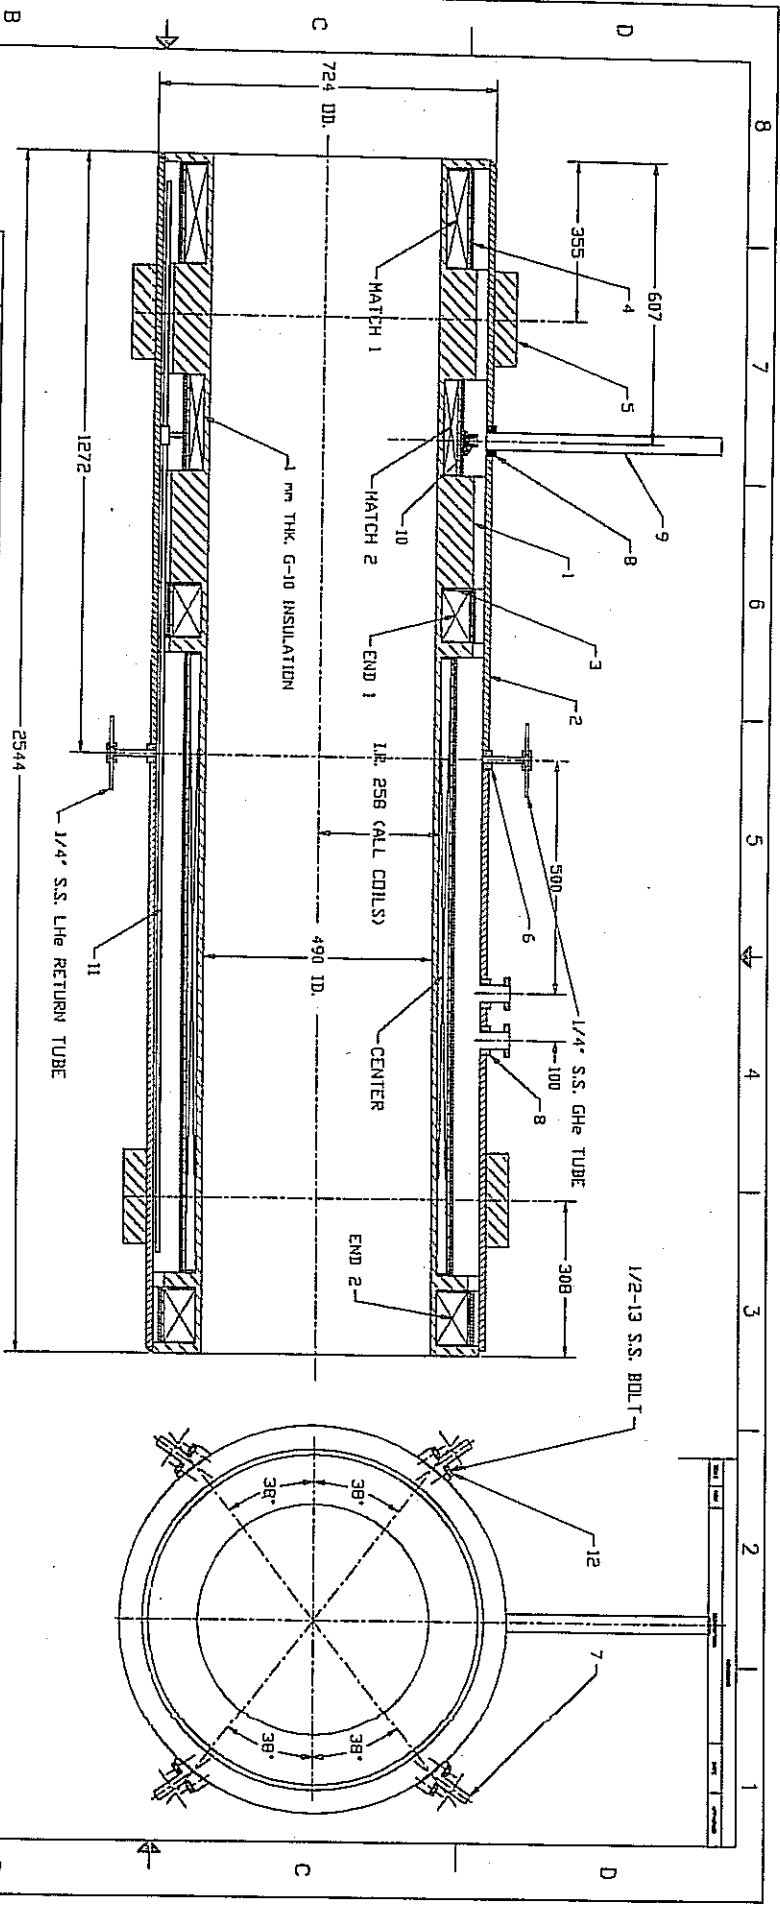 8
7
6
5
4
3
2
1
D
C
B
D
C
607
355
4
5
9
8
1
3
2
500
6
1/4" S.S. GHe TUBE
100
8
308
1/2-13 S.S. BOLT
12
7
724 OD.
MATCH 1
MATCH 2
10
END 1
I.R. 258 (ALL COILS)
490 ID.
CENTER
END 2
1 mm THK. G-10 INSULATION
1272
11
1/4" S.S. LHe RETURN TUBE
2544
38°
38°
38°
38°